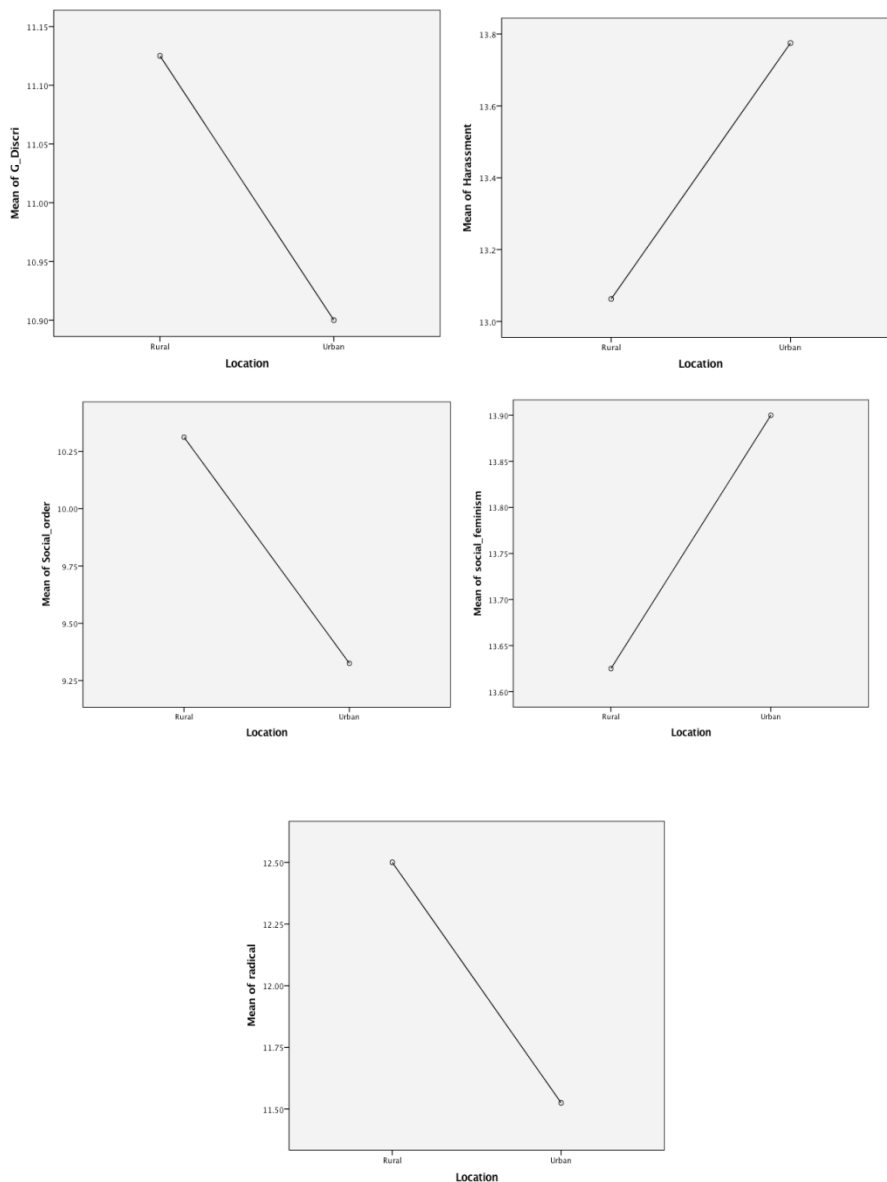 Mean of G_Discri
11.15
11.10
11.05
11.00
10.95
10.90
Rural Urban
Location
Mean of Harassment
13.8
13.6
13.4
13.2
13.0
Rural Urban
Location
Mean of Social_order
10.25
10.00
9.75
9.50
9.25
Rural Urban
Location
Mean of social_feminism
13.90
13.85
13.80
13.75
13.70
13.65
13.60
Rural Urban
Location
Mean of radical
12.50
12.25
12.00
11.75
11.50
Rural Urban
Location